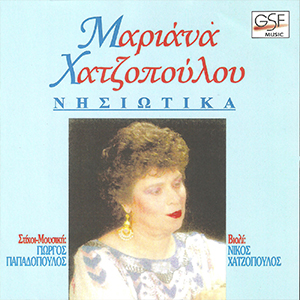 Μαριάνα
Χατζοπούλου
ΝΗΣΙΩΤΙΚΑ
GSF
MUSIC
Στίχοι-Μουσική:
ΓΙΩΡΓΟΣ
ΠΑΠΑΔΟΠΟΥΛΟΣ
Βιολί:
ΝΙΚΟΣ
ΧΑΤΖΟΠΟΥΛΟΣ